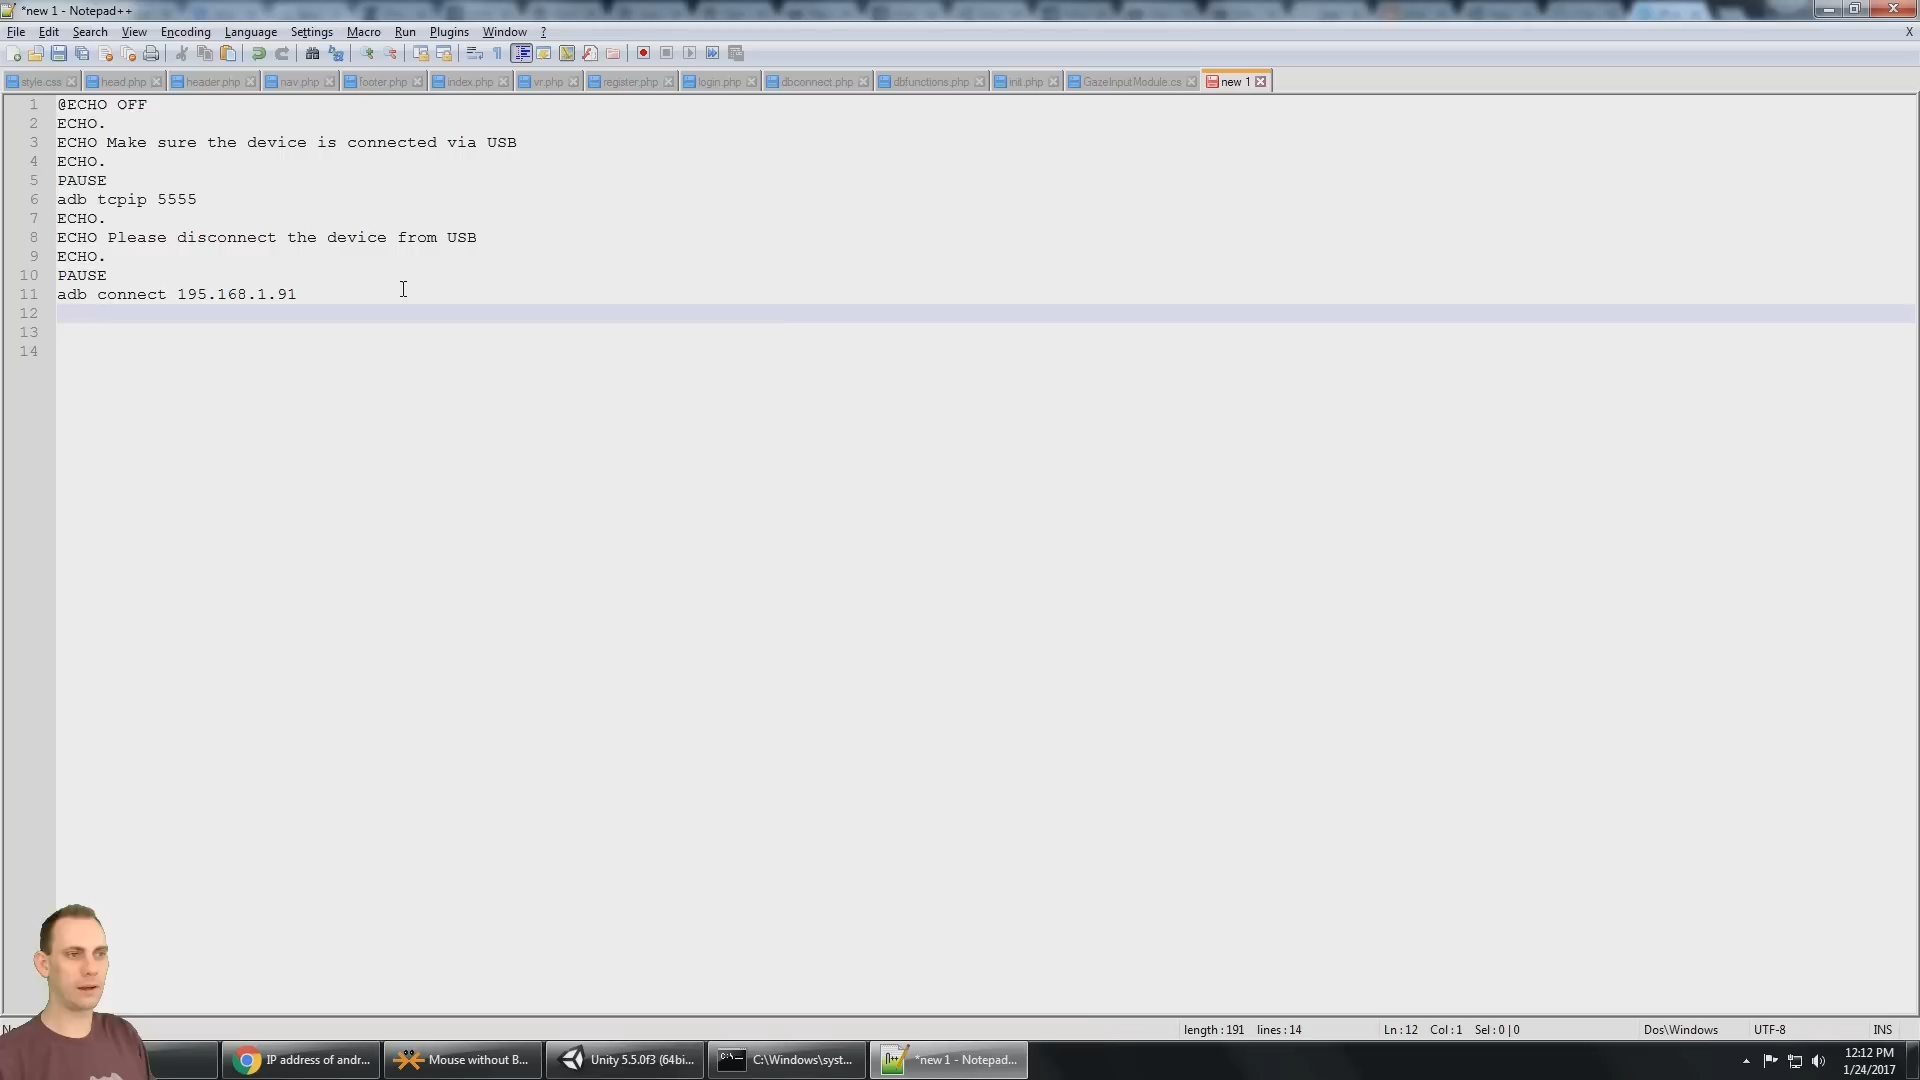 *new 1 - Notepad++
File Edit Search View Encoding Language Settings Macro Run Plugins Window ? X
style.css head.php header.php nav.php footer.php index.php vr.php register.php login.php dbconnect.php dbfunctions.php init.php GazeInputModule.cs new 1
1 @ECHO OFF
2 ECHO.
3 ECHO Make sure the device is connected via USB
4 ECHO.
5 PAUSE
6 adb tcpip 5555
7 ECHO.
8 ECHO Please disconnect the device from USB
9 ECHO.
10 PAUSE
11 adb connect 195.168.1.91
12
13
14
length : 191 lines : 14 Ln : 12 Col : 1 Sel : 0 | 0 Dos\Windows UTF-8 INS
IP address of andr... Mouse without B... Unity 5.5.0f3 (64bi... C:\Windows\syst... *new 1 - Notepad... 12:12 PM
1/24/2017